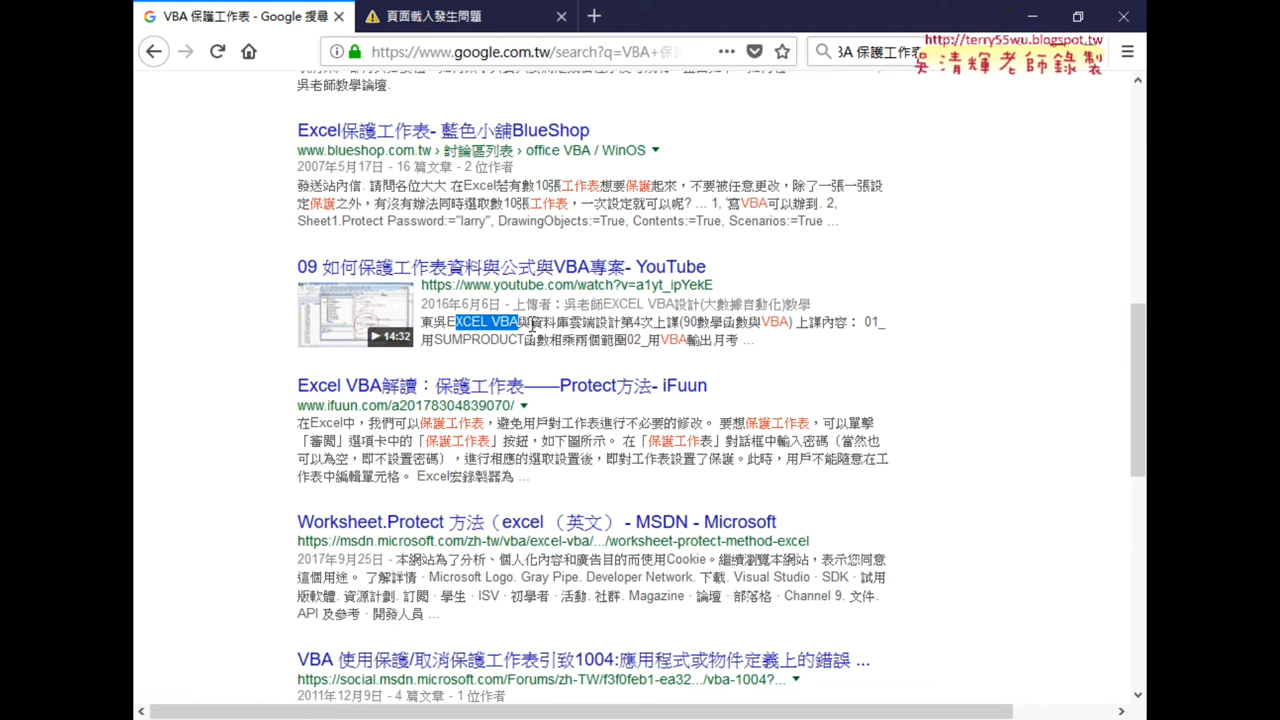 VBA 保護工作表 - Google 搜尋
頁面載入發生問題
https://www.google.com.tw/search?q=VBA+保護
3A 保護工作表
http://terry55wu.blogspot.tw
吳清輝老師錄製
吳老師教學論壇.
Excel保護工作表- 藍色小舖BlueShop
www.blueshop.com.tw › 討論區列表 › office VBA / WinOS
2007年5月17日 - 16 篇文章 - 2 位作者
發送站內信. 請問各位大大 在Excel若有數10張工作表想要保護起來，不要被任意更改，除了一張一張設
定保護之外，有沒有辦法同時選取數10張工作表，一次設定就可以呢? ... 1, '寫VBA可以辦到. 2,
Sheet1.Protect Password:="larry", DrawingObjects:=True, Contents:=True, Scenarios:=True ...
09 如何保護工作表資料與公式與VBA專案- YouTube
https://www.youtube.com/watch?v=a1yt_ipYekE
2016年6月6日 - 上傳者：吳老師EXCEL VBA設計(大數據自動化)教學
東吳EXCEL VBA與資料庫雲端設計第4次上課(90數學函數與VBA) 上課內容： 01_
用SUMPRODUCT函數相乘兩個範圍02_用VBA輸出月考 ...
14:32
Excel VBA解讀：保護工作表——Protect方法- iFuun
www.ifuun.com/a20178304839070/
在Excel中，我們可以保護工作表，避免用戶對工作表進行不必要的修改。 要想保護工作表，可以單擊
「審閱」選項卡中的「保護工作表」按鈕，如下圖所示。 在「保護工作表」對話框中輸入密碼（當然也
可以為空，即不設置密碼），進行相應的選取設置後，即對工作表設置了保護。此時，用戶不能隨意在工
作表中編輯單元格。 Excel宏錄製器為 ...
Worksheet.Protect 方法（excel （英文） - MSDN - Microsoft
https://msdn.microsoft.com/zh-tw/vba/excel-vba/.../worksheet-protect-method-excel
2017年9月25日 - 本網站為了分析、個人化內容和廣告目的而使用Cookie。繼續瀏覽本網站，表示您同意
這個用途。 了解詳情 · Microsoft Logo. Gray Pipe. Developer Network. 下載. Visual Studio · SDK · 試用
版軟體. 資源計劃. 訂閱 · 學生 · ISV · 初學者 · 活動. 社群. Magazine · 論壇 · 部落格 · Channel 9. 文件.
API 及參考 · 開發人員 ...
VBA 使用保護/取消保護工作表引致1004:應用程式或物件定義上的錯誤 ...
https://social.msdn.microsoft.com/Forums/zh-TW/f3f0feb1-ea32.../vba-1004?...
2011年12月9日 - 4 篇文章 - 1 位作者